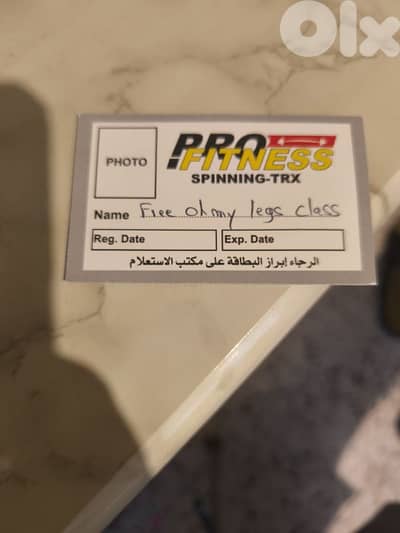 OLX
PRO
FITNESS
SPINNING-TRX
PHOTO
Name Free oh my legs class
Reg. Date
Exp. Date
الرجاء إبراز البطاقة على مكتب الاستعلام